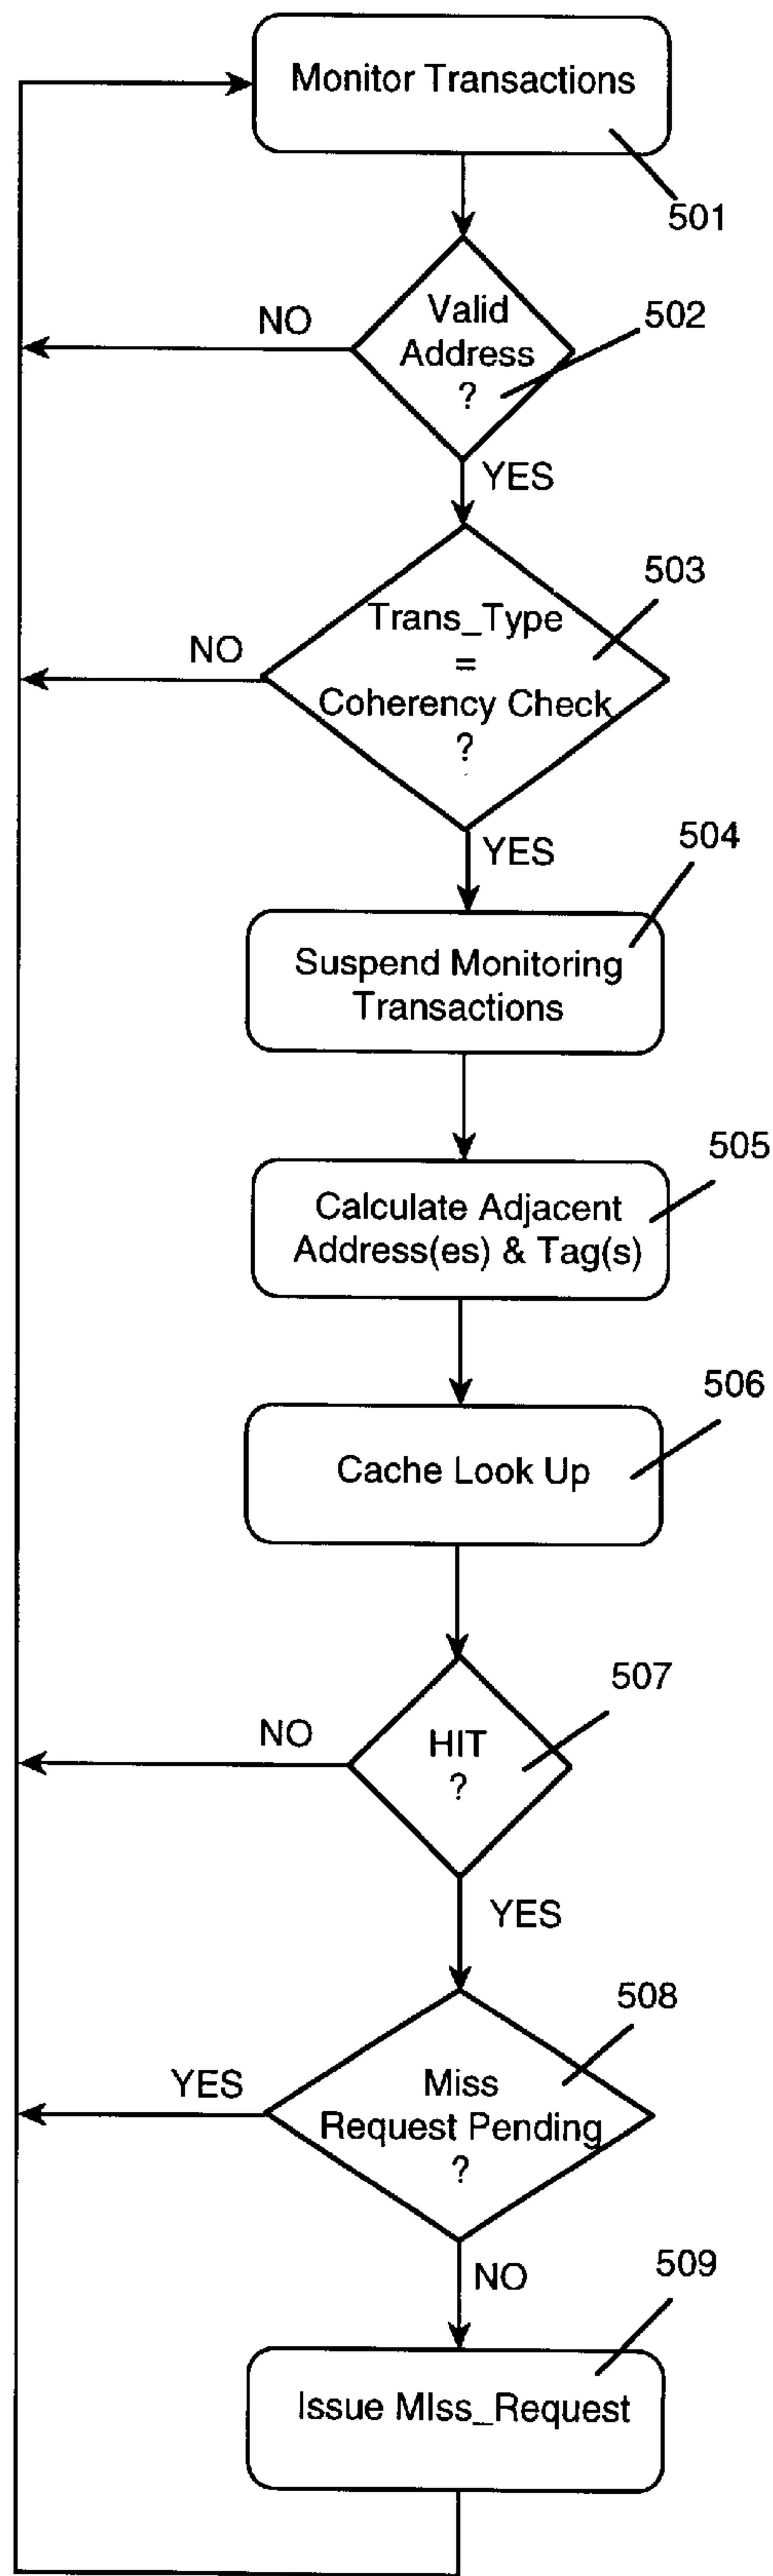 Monitor Transactions
501
Valid
Address
?
502
NO
YES
503
Trans_Type
=
Coherency Check
?
NO
YES
504
Suspend Monitoring
Transactions
505
Calculate Adjacent
Address(es) & Tag(s)
506
Cache Look Up
507
HIT
?
NO
YES
508
Miss
Request Pending
?
YES
NO
509
Issue MIss_Request